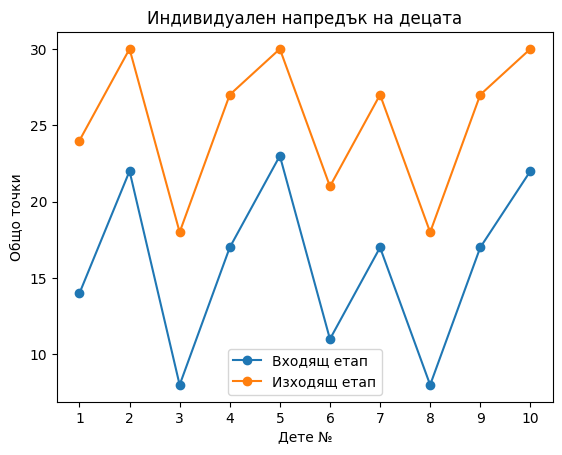 Индивидуален напредък на децата
Общо точки
30
25
20
15
10
Входящ етап
Изходящ етап
1 2 3 4 5 6 7 8 9 10
Дете №